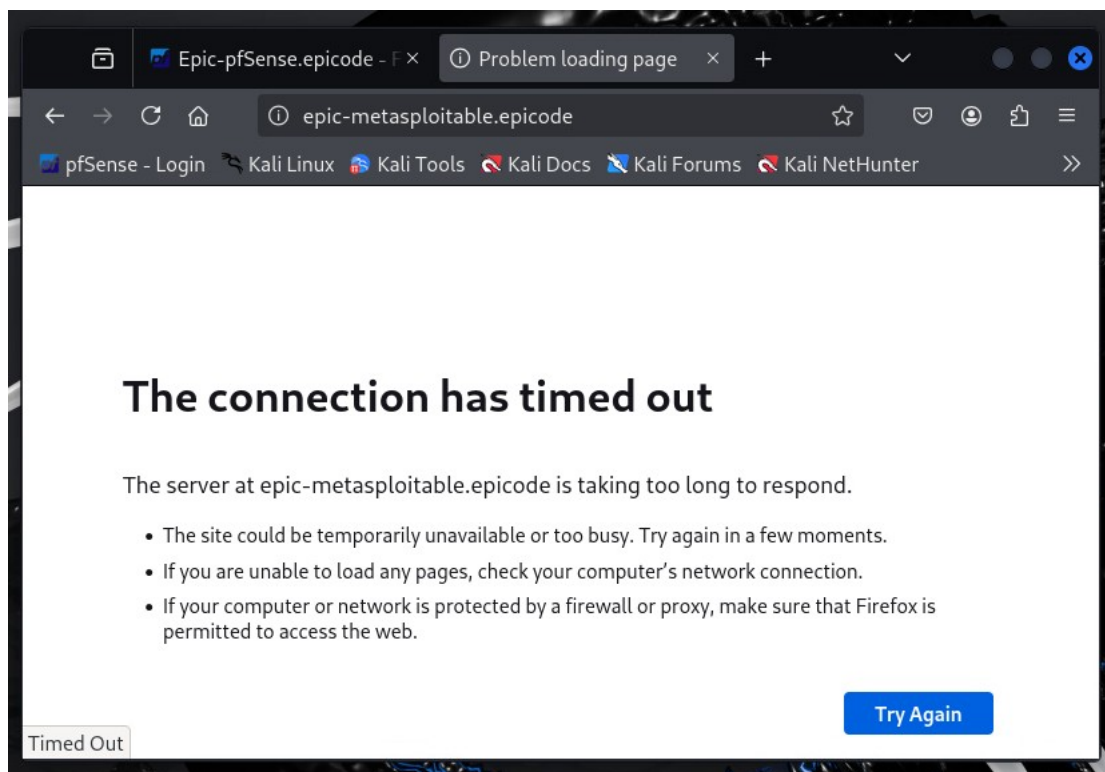 Epic-pfSense.epicode - F
Problem loading page
epic-metasploitable.epicode
pfSense - Login Kali Linux Kali Tools Kali Docs Kali Forums Kali NetHunter
The connection has timed out
The server at epic-metasploitable.epicode is taking too long to respond.
• The site could be temporarily unavailable or too busy. Try again in a few moments.
• If you are unable to load any pages, check your computer's network connection.
• If your computer or network is protected by a firewall or proxy, make sure that Firefox is
permitted to access the web.
Try Again
Timed Out